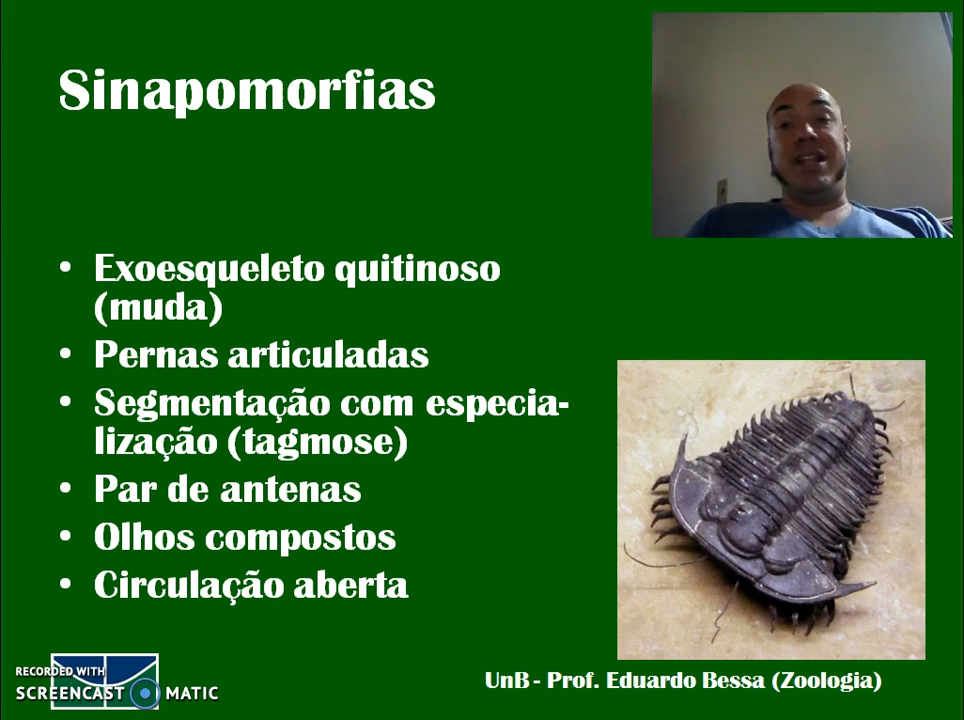 Sinapomorfias
• Exoesqueleto quitinoso
(muda)
• Pernas articuladas
• Segmentação com especia-
lização (tagmose)
• Par de antenas
• Olhos compostos
• Circulação aberta
RECORDED WITH
SCREENCAST MATIC
UnB - Prof. Eduardo Bessa (Zoologia)